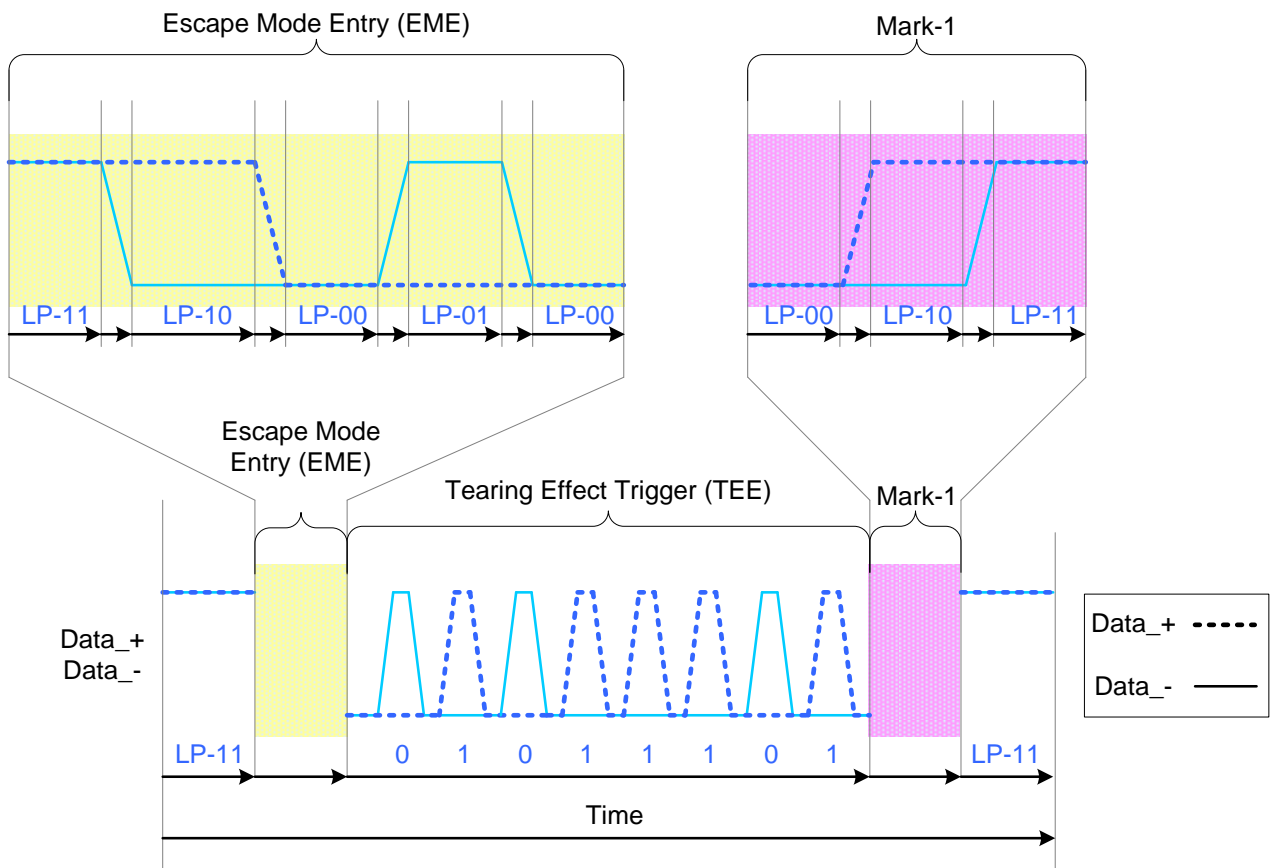 Escape Mode Entry (EME)
Mark-1
LP-11 LP-10 LP-00 LP-01 LP-00
LP-00 LP-10 LP-11
Escape Mode
Entry (EME)
Tearing Effect Trigger (TEE)
Mark-1
Data_+
Data_-
Data_+
Data_-
LP-11 0 1 0 1 1 1 0 1 LP-11
Time